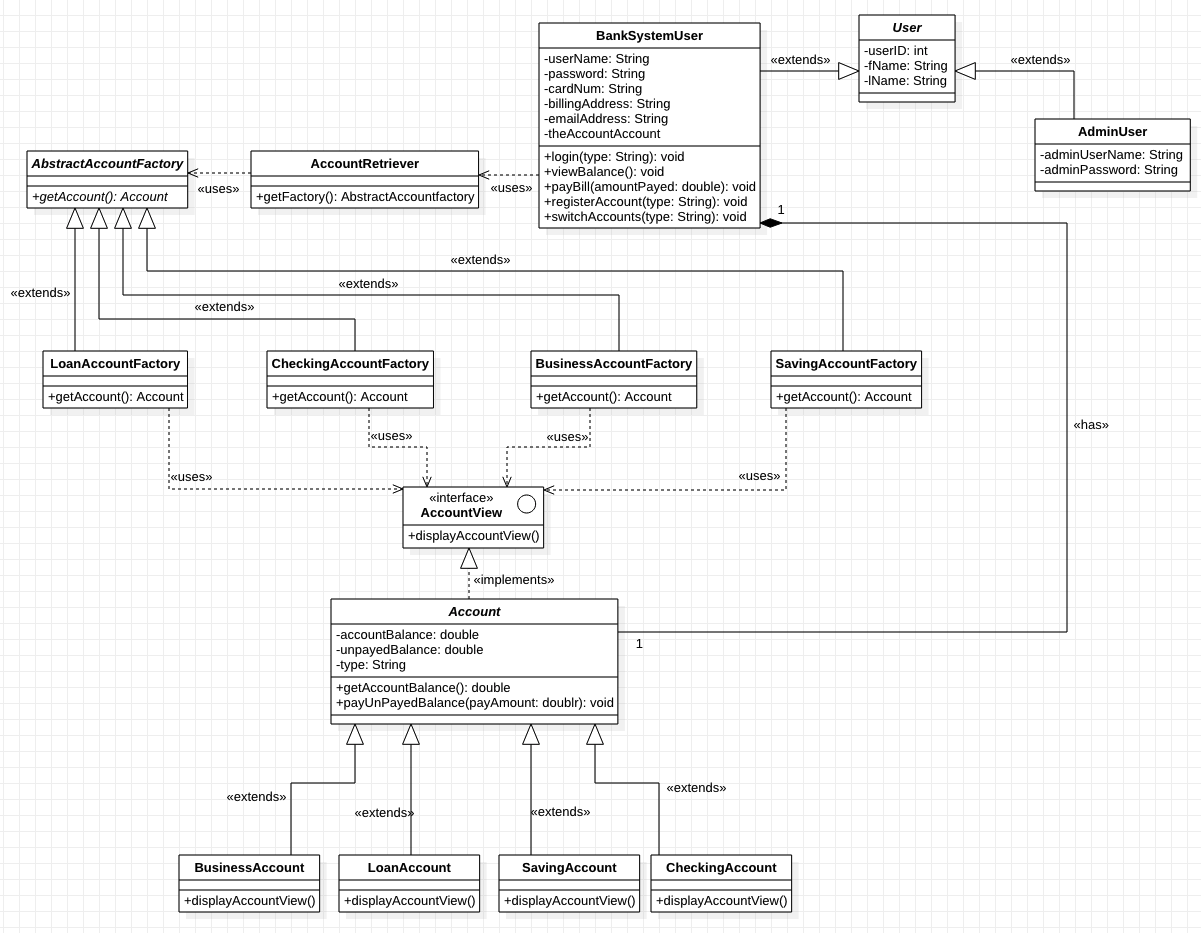 BankSystemUser
-userName: String
-password: String
-cardNum: String
-billingAddress: String
-emailAddress: String
-theAccountAccount
+login(type: String): void
+viewBalance(): void
+payBill(amountPayed: double): void
+registerAccount(type: String): void
+switchAccounts(type: String): void
«extends»
User
-userID: int
-fName: String
-lName: String
«extends»
AdminUser
-adminUserName: String
-adminPassword: String
AbstractAccountFactory
+getAccount(): Account
«uses»
AccountRetriever
+getFactory(): AbstractAccountfactory
«uses»
1
«extends»
«extends»
«extends»
«extends»
LoanAccountFactory
+getAccount(): Account
CheckingAccountFactory
+getAccount(): Account
BusinessAccountFactory
+getAccount(): Account
SavingAccountFactory
+getAccount(): Account
«has»
«uses»
«uses»
«uses»
«uses»
«interface»
AccountView
+displayAccountView()
«implements»
Account
-accountBalance: double
-unpayedBalance: double
-type: String
+getAccountBalance(): double
+payUnPayedBalance(payAmount: doublr): void
1
«extends»
«extends»
«extends»
«extends»
BusinessAccount
+displayAccountView()
LoanAccount
+displayAccountView()
SavingAccount
+displayAccountView()
CheckingAccount
+displayAccountView()